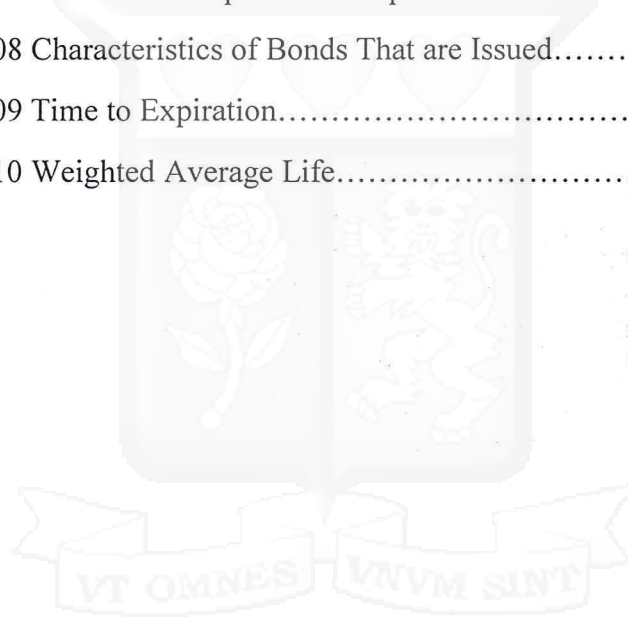 08 Characteristics of Bonds That are Issued.......
09 Time to Expiration.................................
10 Weighted Average Life...........................
VT OMNES VNVM SINT